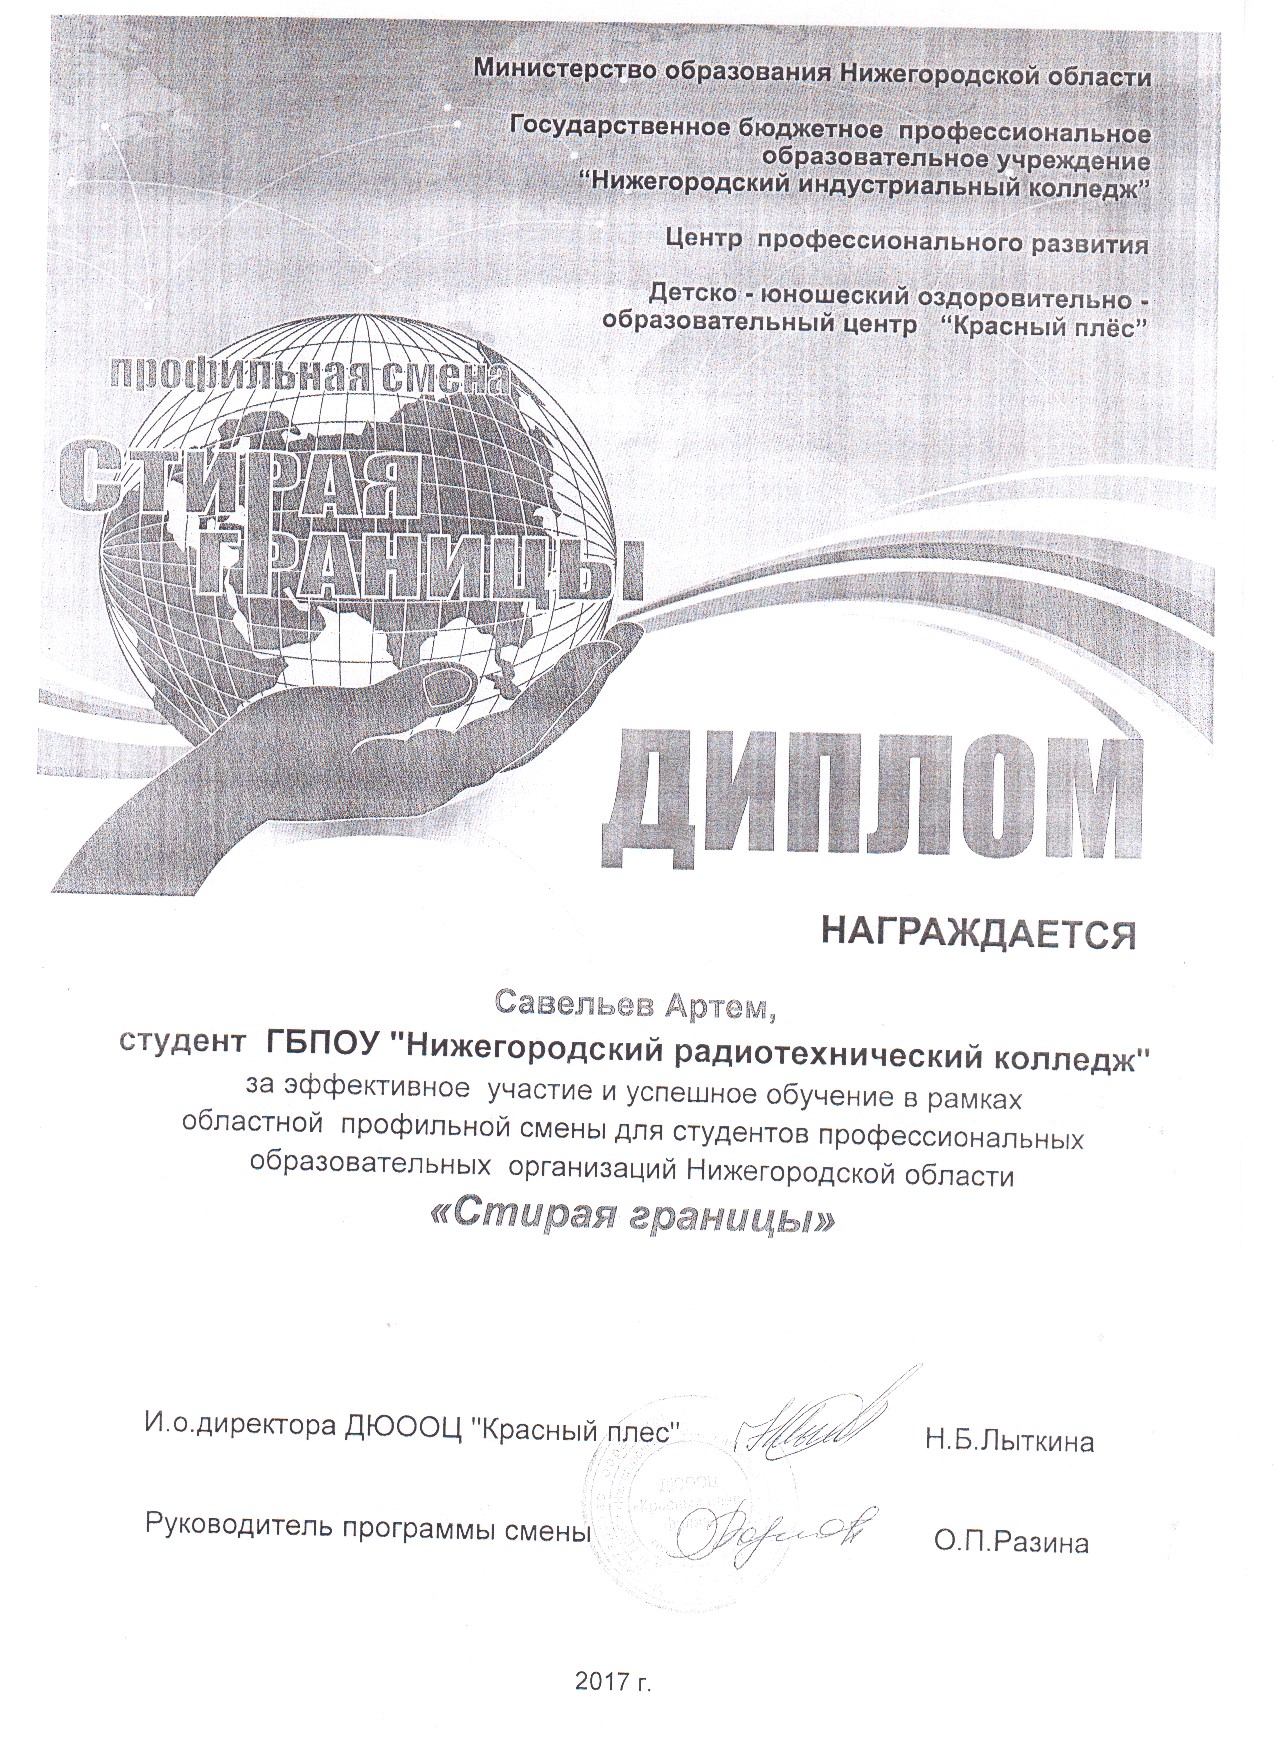 Министерство образования Нижегородской области
Государственное бюджетное профессиональное
образовательное учреждение
“Нижегородский индустриальный колледж”
Центр профессионального развития
Детско - юношеский оздоровительно -
образовательный центр “Красный плёс”
профильная смена
СТИРАЯ
ГРАНИЦЫ
ДИПЛОМ
НАГРАЖДАЕТСЯ
Савельев Артем,
студент ГБПОУ "Нижегородский радиотехнический колледж"
за эффективное участие и успешное обучение в рамках
областной профильной смены для студентов профессиональных
образовательных организаций Нижегородской области
«Стирая границы»
И.о.директора ДЮООЦ "Красный плес"
Н.Б.Лыткина
ДЮООЦ
Руководитель программы смены
О.П.Разина
2017 г.